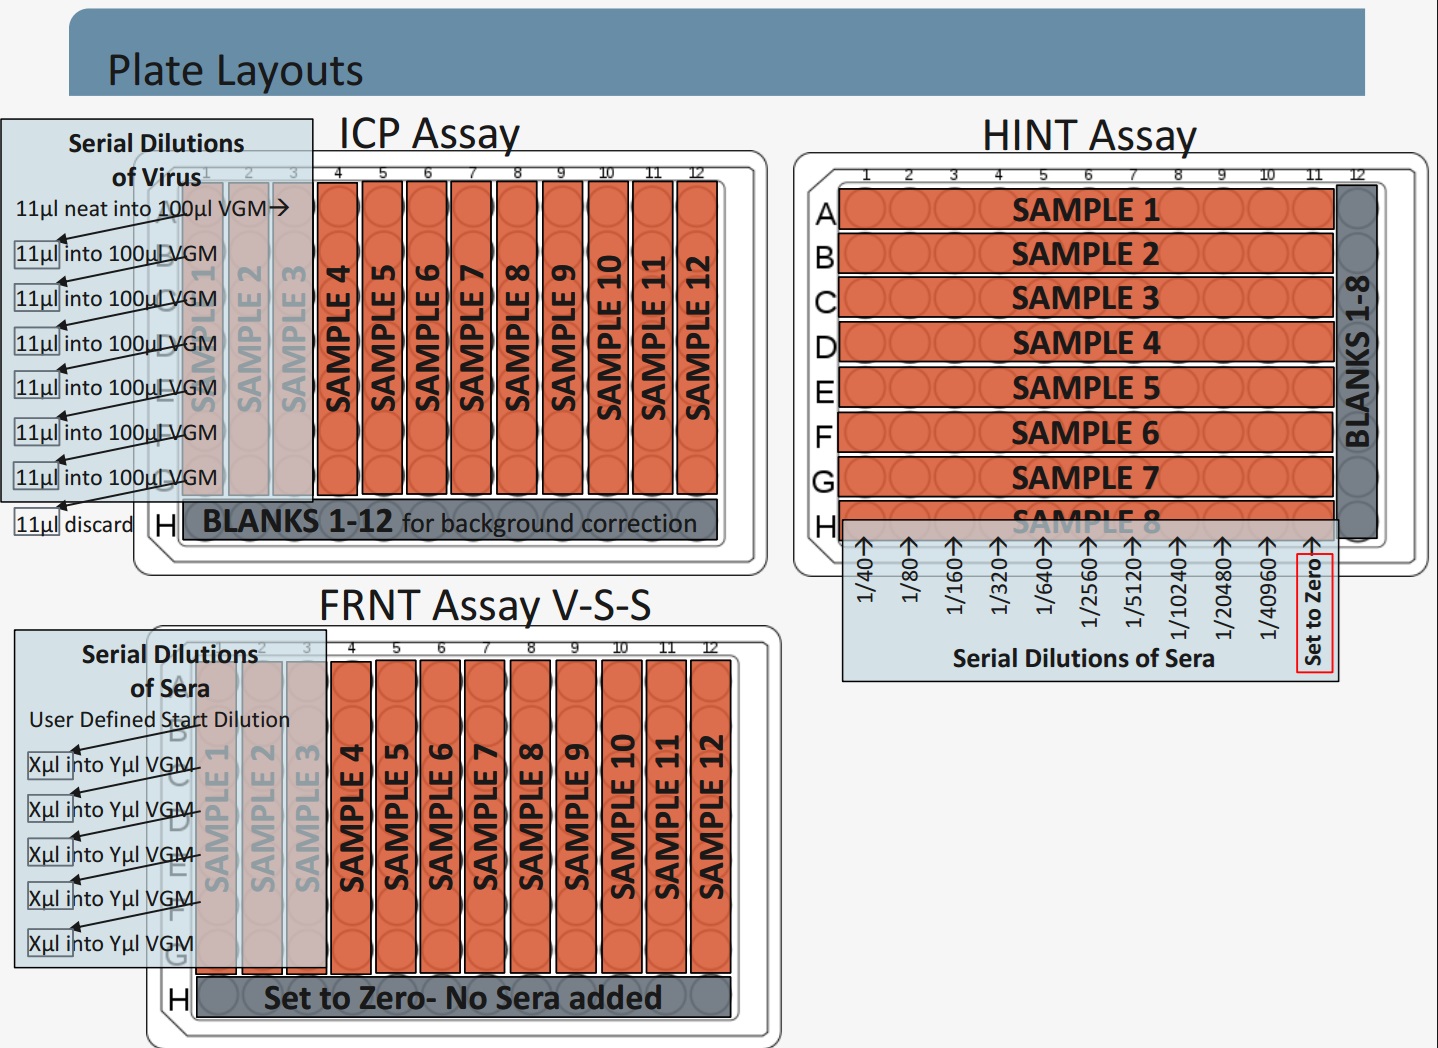 Plate Layouts
ICP Assay
Serial Dilutions
of Virus
11µl neat into 100µl VGM→
11µl into 100µl VGM
11µl into 100µl VGM
11µl into 100µl VGM
11µl into 100µl VGM
11µl into 100µl VGM
11µl into 100µl VGM
11µl discard
1 2 3 4 5 6 7 8 9 10 11 12
A
B
C
D
E
F
G
H
SAMPLE 1
SAMPLE 2
SAMPLE 3
SAMPLE 4
SAMPLE 5
SAMPLE 6
SAMPLE 7
SAMPLE 8
SAMPLE 9
SAMPLE 10
SAMPLE 11
SAMPLE 12
BLANKS 1-12 for background correction
HINT Assay
1 2 3 4 5 6 7 8 9 10 11 12
A SAMPLE 1
B SAMPLE 2
C SAMPLE 3
D SAMPLE 4
E SAMPLE 5
F SAMPLE 6
G SAMPLE 7
H SAMPLE 8
BLANKS 1-8
1/40→
1/80→
1/160→
1/320→
1/640→
1/2560→
1/5120→
1/10240→
1/20480→
1/40960→
Set to Zero→
Serial Dilutions of Sera
FRNT Assay V-S-S
Serial Dilutions
of Sera
User Defined Start Dilution
Xµl into Yµl VGM
Xµl into Yµl VGM
Xµl into Yµl VGM
Xµl into Yµl VGM
Xµl into Yµl VGM
1 2 3 4 5 6 7 8 9 10 11 12
A
B
C
D
E
F
G
H
SAMPLE 1
SAMPLE 2
SAMPLE 3
SAMPLE 4
SAMPLE 5
SAMPLE 6
SAMPLE 7
SAMPLE 8
SAMPLE 9
SAMPLE 10
SAMPLE 11
SAMPLE 12
Set to Zero- No Sera added